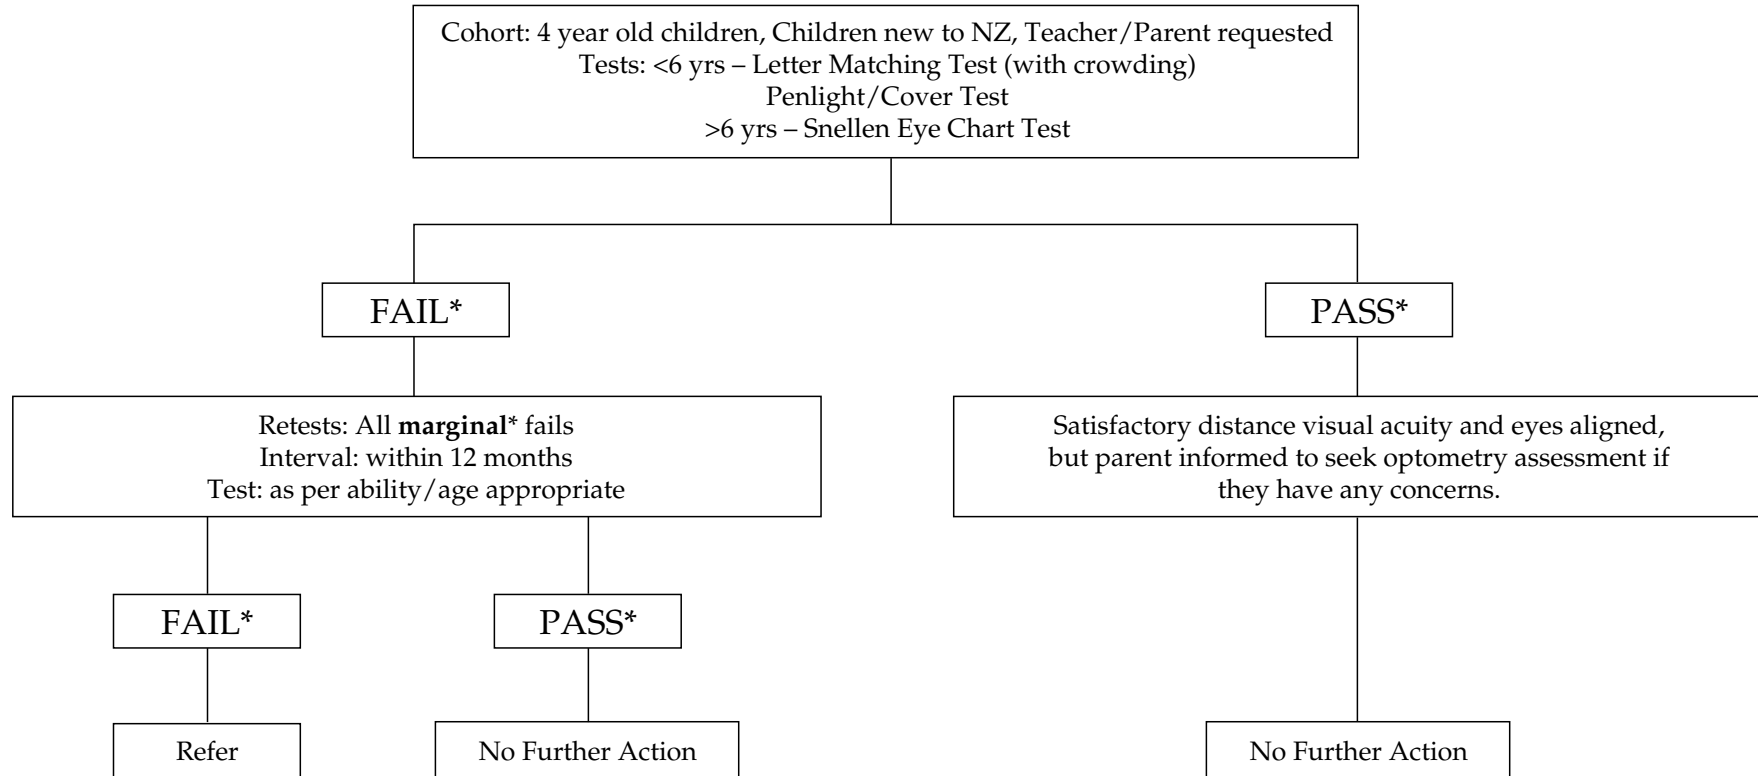 Cohort: 4 year old children, Children new to NZ, Teacher/Parent requested
Tests: <6 yrs – Letter Matching Test (with crowding)
Penlight/Cover Test
>6 yrs – Snellen Eye Chart Test
FAIL*
PASS*
Retests: All marginal* fails
Interval: within 12 months
Test: as per ability/age appropriate
Satisfactory distance visual acuity and eyes aligned,
but parent informed to seek optometry assessment if
they have any concerns.
FAIL*
PASS*
Refer
No Further Action
No Further Action